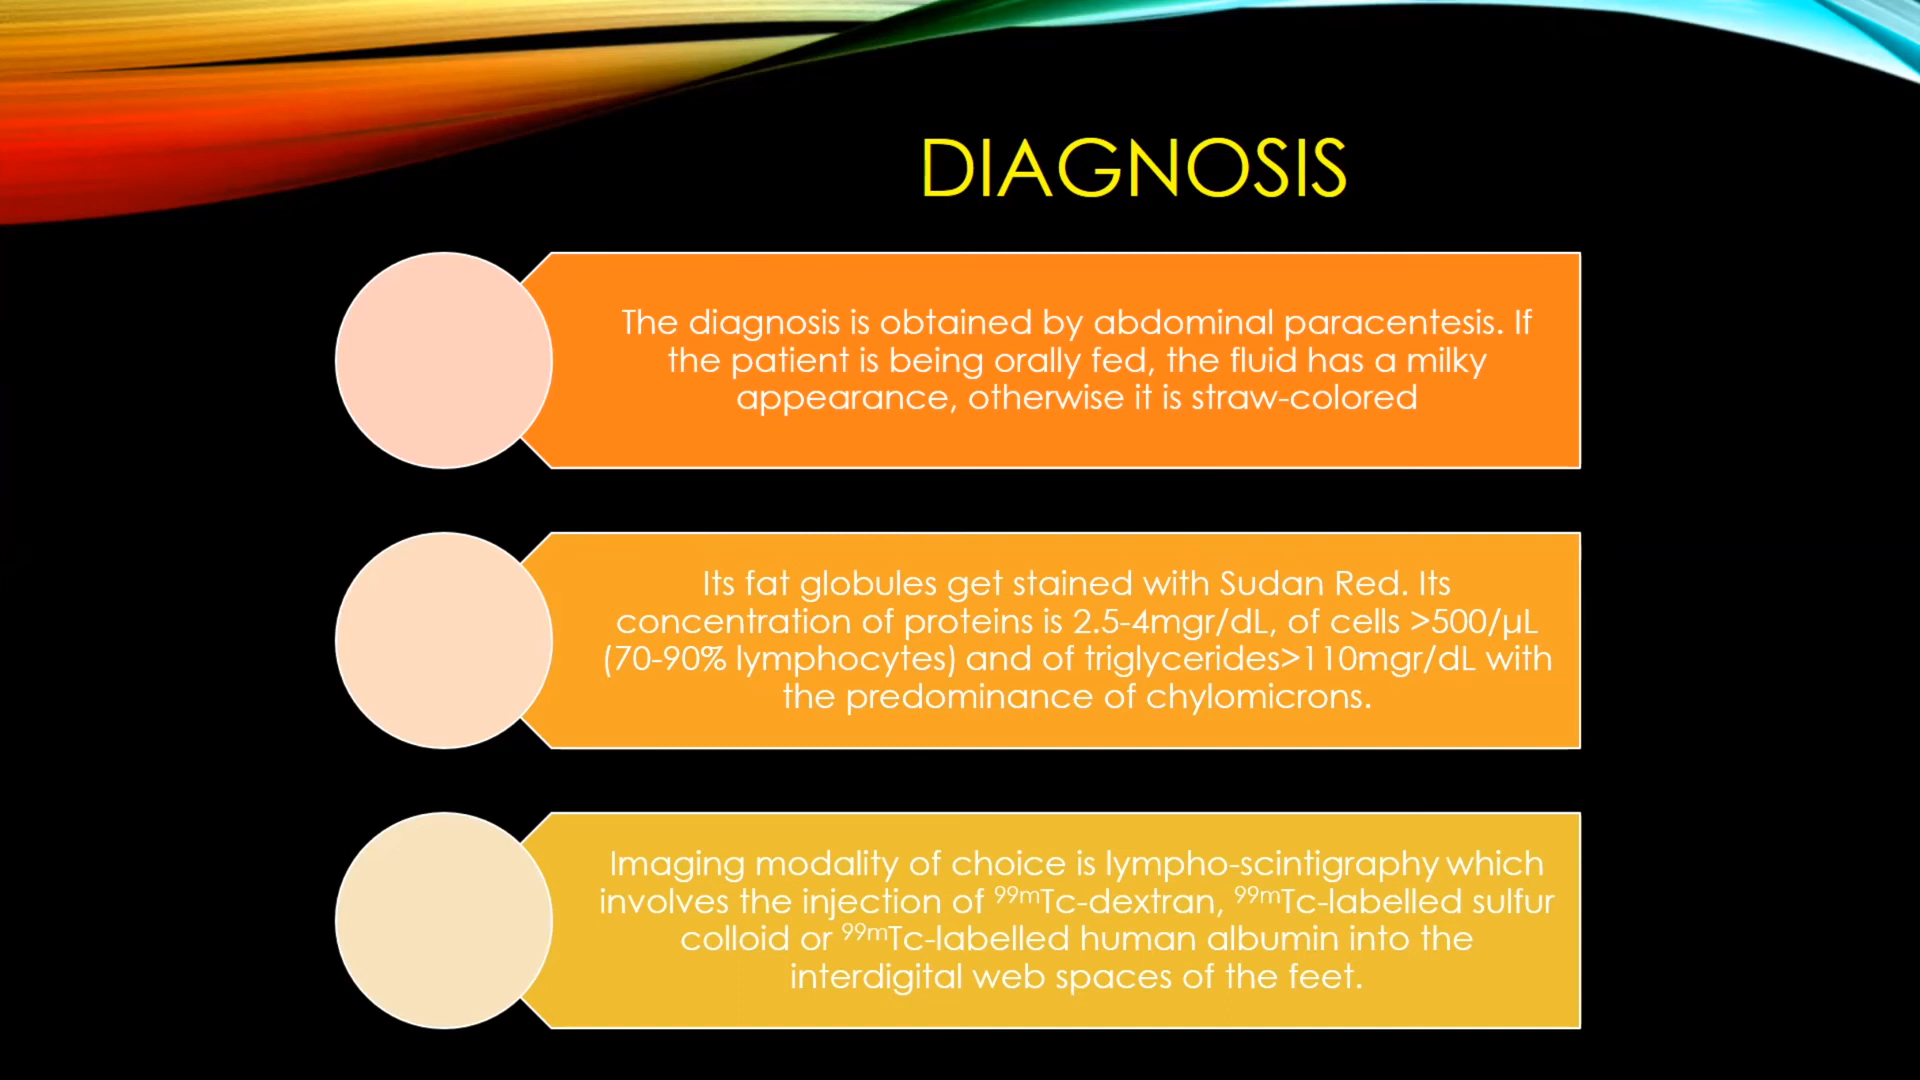 DIAGNOSIS
The diagnosis is obtained by abdominal paracentesis. If
the patient is being orally fed, the fluid has a milky
appearance, otherwise it is straw-colored
Its fat globules get stained with Sudan Red. Its
concentration of proteins is 2.5-4mgr/dL, of cells >500/µL
(70-90% lymphocytes) and of triglycerides>110mgr/dL with
the predominance of chylomicrons.
Imaging modality of choice is lympho-scintigraphy which
involves the injection of ⁹⁹ᵐTc-dextran, ⁹⁹ᵐTc-labelled sulfur
colloid or ⁹⁹ᵐTc-labelled human albumin into the
interdigital web spaces of the feet.